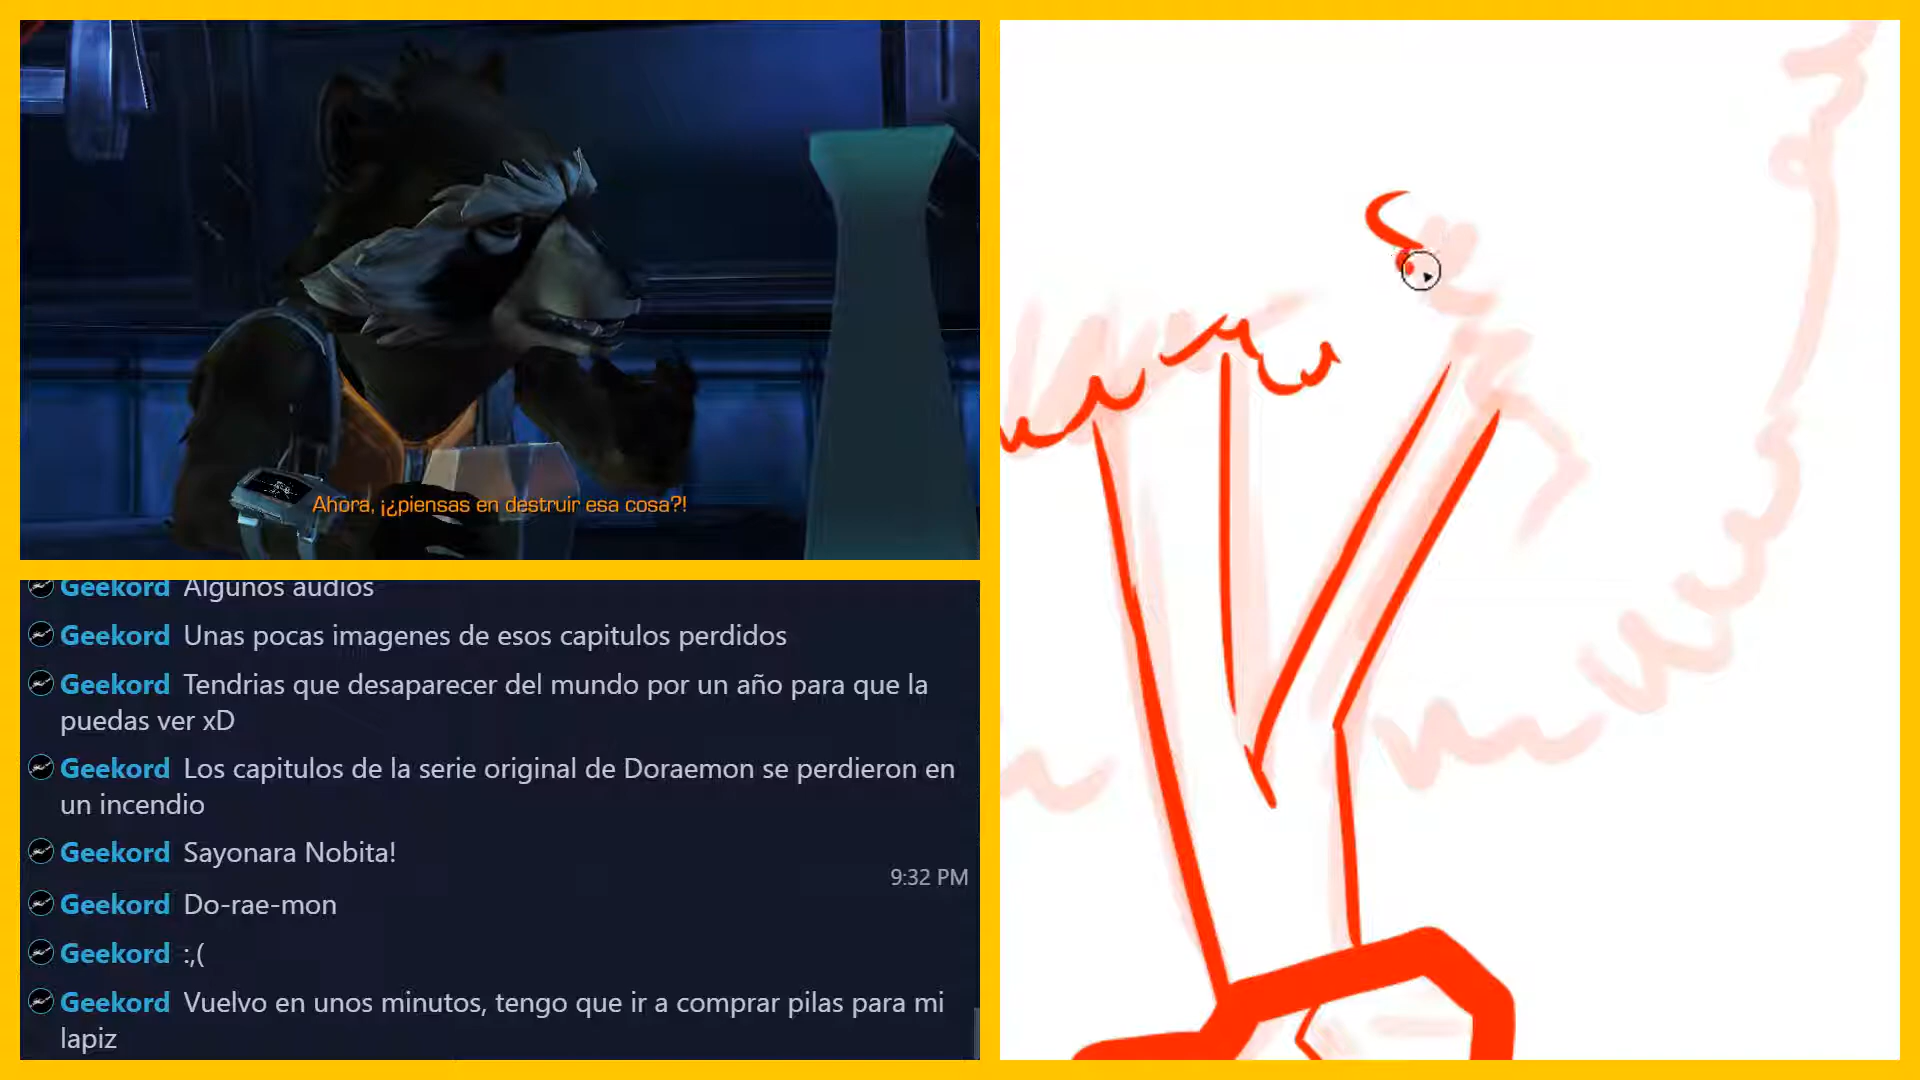 Ahora, ¡¿piensas en destruir esa cosa?!
Geekord Algunos audios
Geekord Unas pocas imagenes de esos capitulos perdidos
Geekord Tendrias que desaparecer del mundo por un año para que la
puedas ver xD
Geekord Los capitulos de la serie original de Doraemon se perdieron en
un incendio
Geekord Sayonara Nobita!
9:32 PM
Geekord Do-rae-mon
Geekord :,(
Geekord Vuelvo en unos minutos, tengo que ir a comprar pilas para mi
lapiz